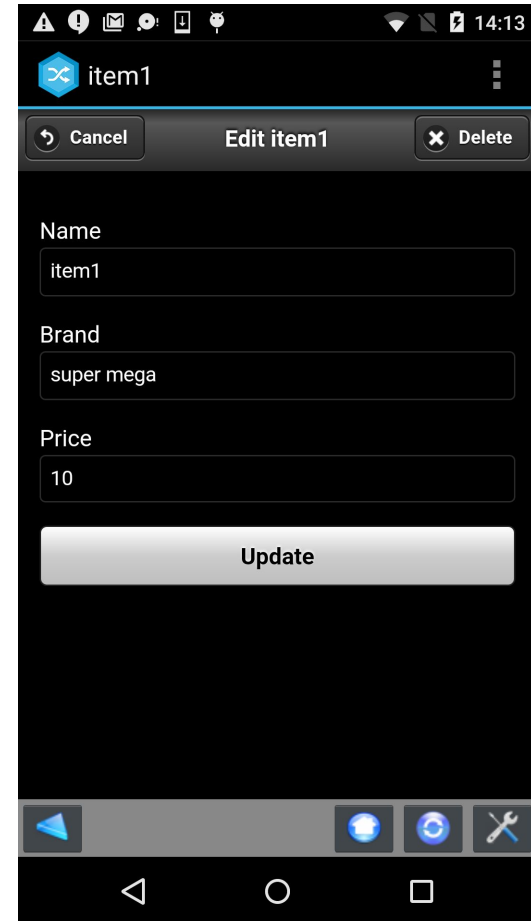 14:13
item1
Cancel
Edit item1
Delete
Name
item1
Brand
super mega
Price
10
Update